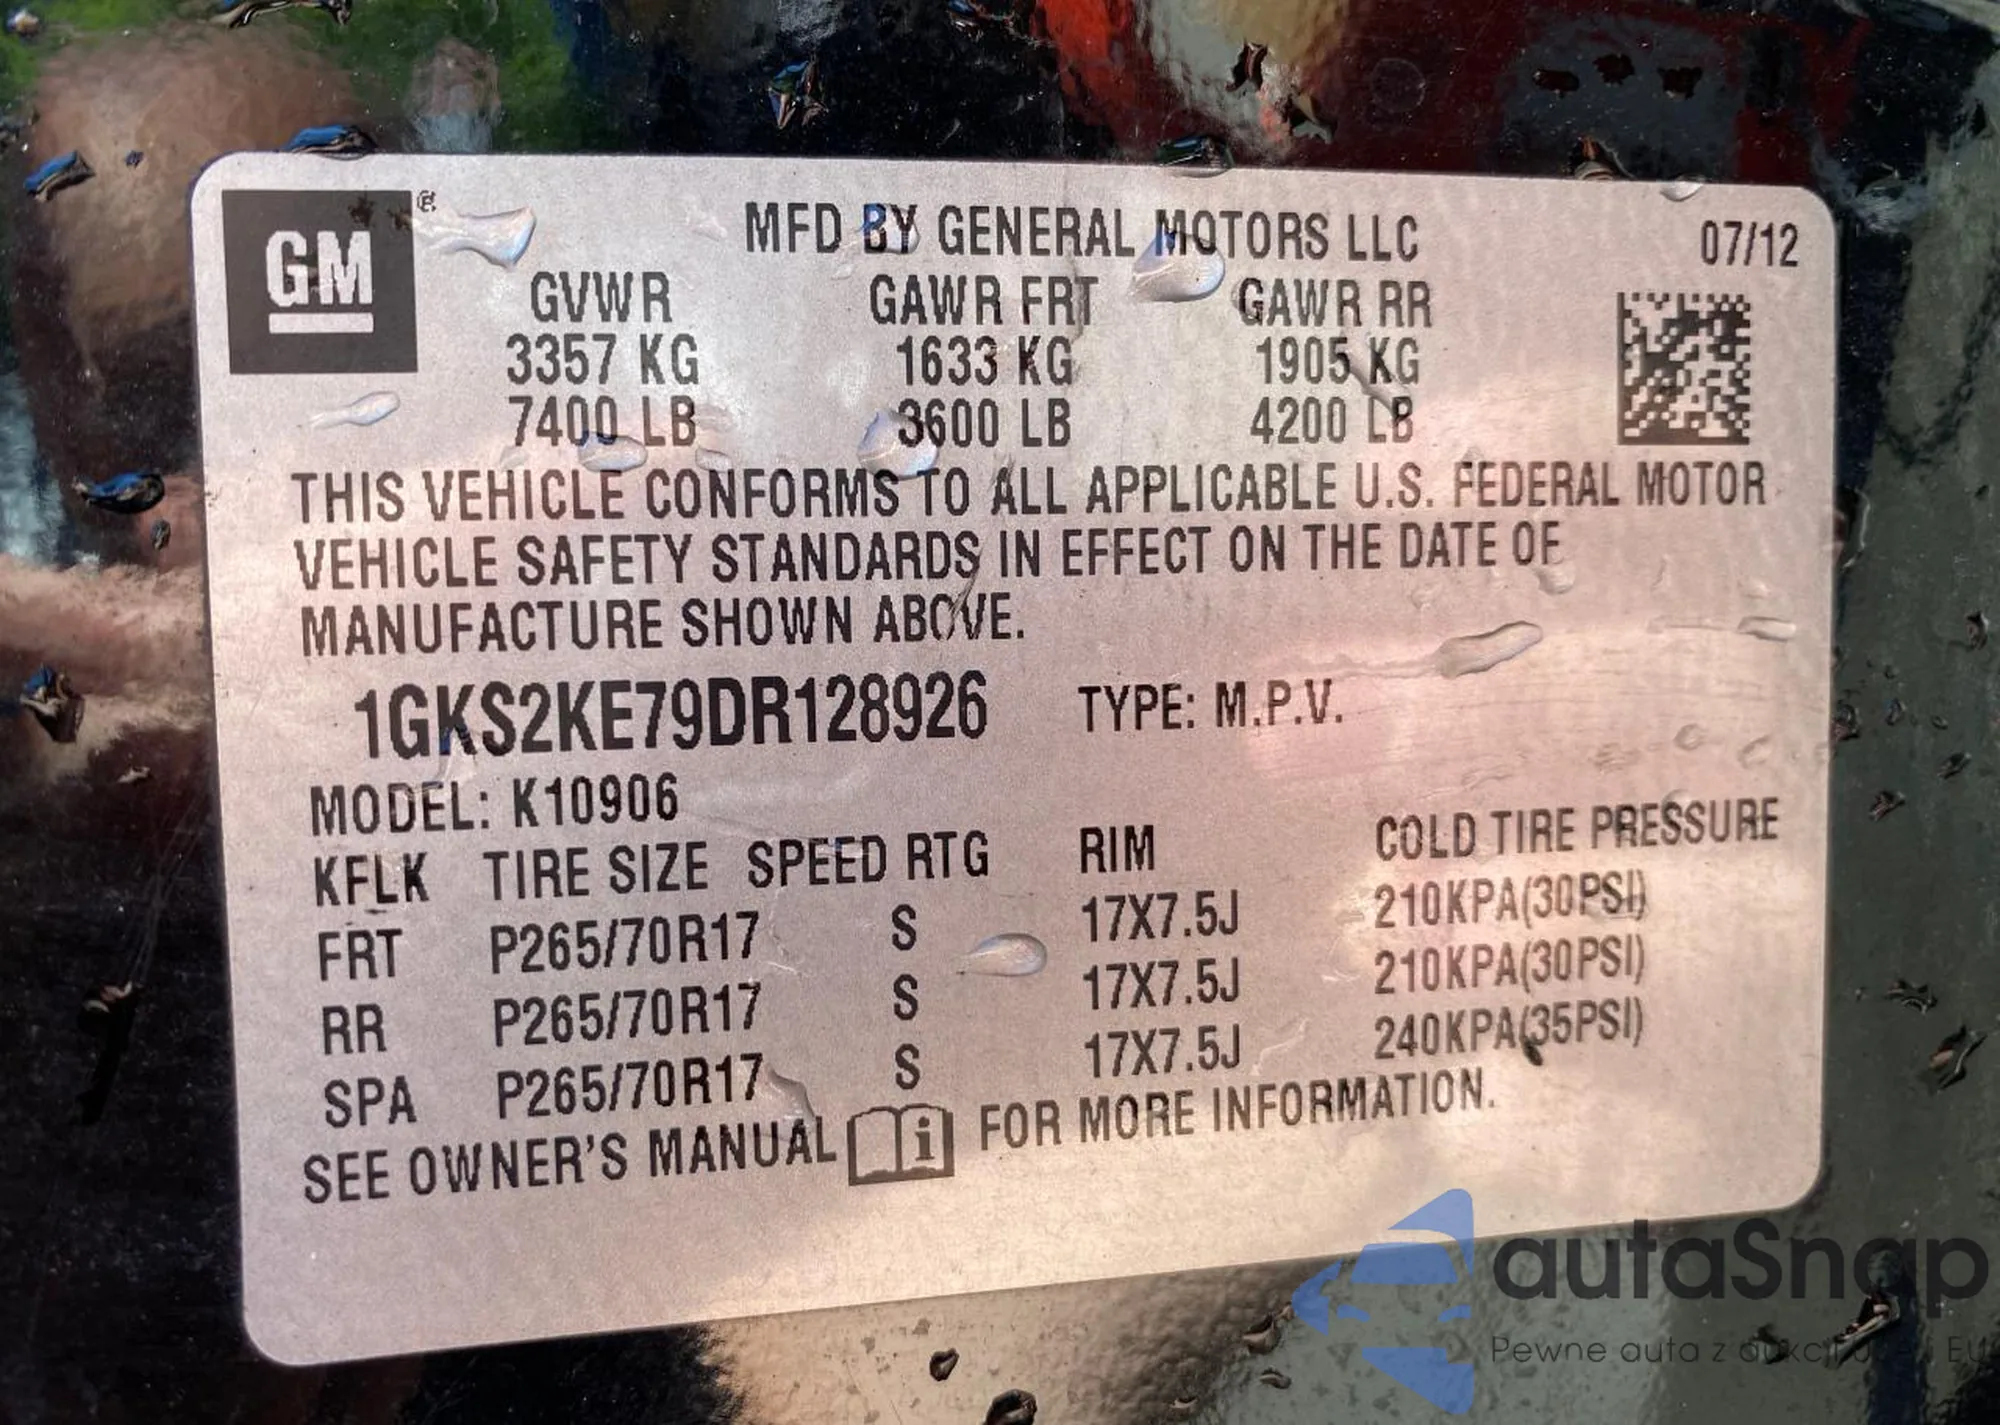 GM ®
MFD BY GENERAL MOTORS LLC 07/12
GVWR GAWR FRT GAWR RR
3357 KG 1633 KG 1905 KG
7400 LB 3600 LB 4200 LB
THIS VEHICLE CONFORMS TO ALL APPLICABLE U.S. FEDERAL MOTOR
VEHICLE SAFETY STANDARDS IN EFFECT ON THE DATE OF
MANUFACTURE SHOWN ABOVE.
1GKS2KE79DR128926 TYPE: M.P.V.
MODEL: K10906
KFLK TIRE SIZE SPEED RTG RIM COLD TIRE PRESSURE
FRT P265/70R17 S 17X7.5J 210KPA(30PSI)
RR P265/70R17 S 17X7.5J 210KPA(30PSI)
SPA P265/70R17 S 17X7.5J 240KPA(35PSI)
SEE OWNER'S MANUAL i FOR MORE INFORMATION.
autaSnap
Pewne auta z aukcji EU